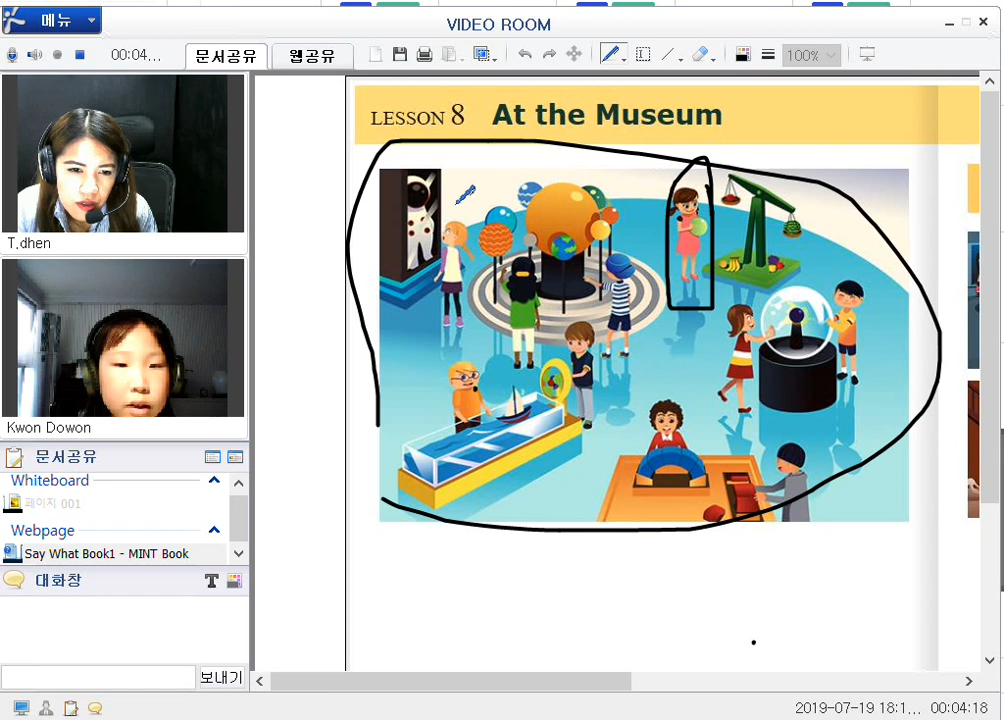 메뉴
VIDEO ROOM
00:04...
문서공유
웹공유
100%
LESSON 8 At the Museum
T.dhen
Kwon Dowon
문서공유
Whiteboard
페이지 001
Webpage
Say What Book1 - MINT Book
대화창
T
보내기
2019-07-19 18:1... 00:04:18